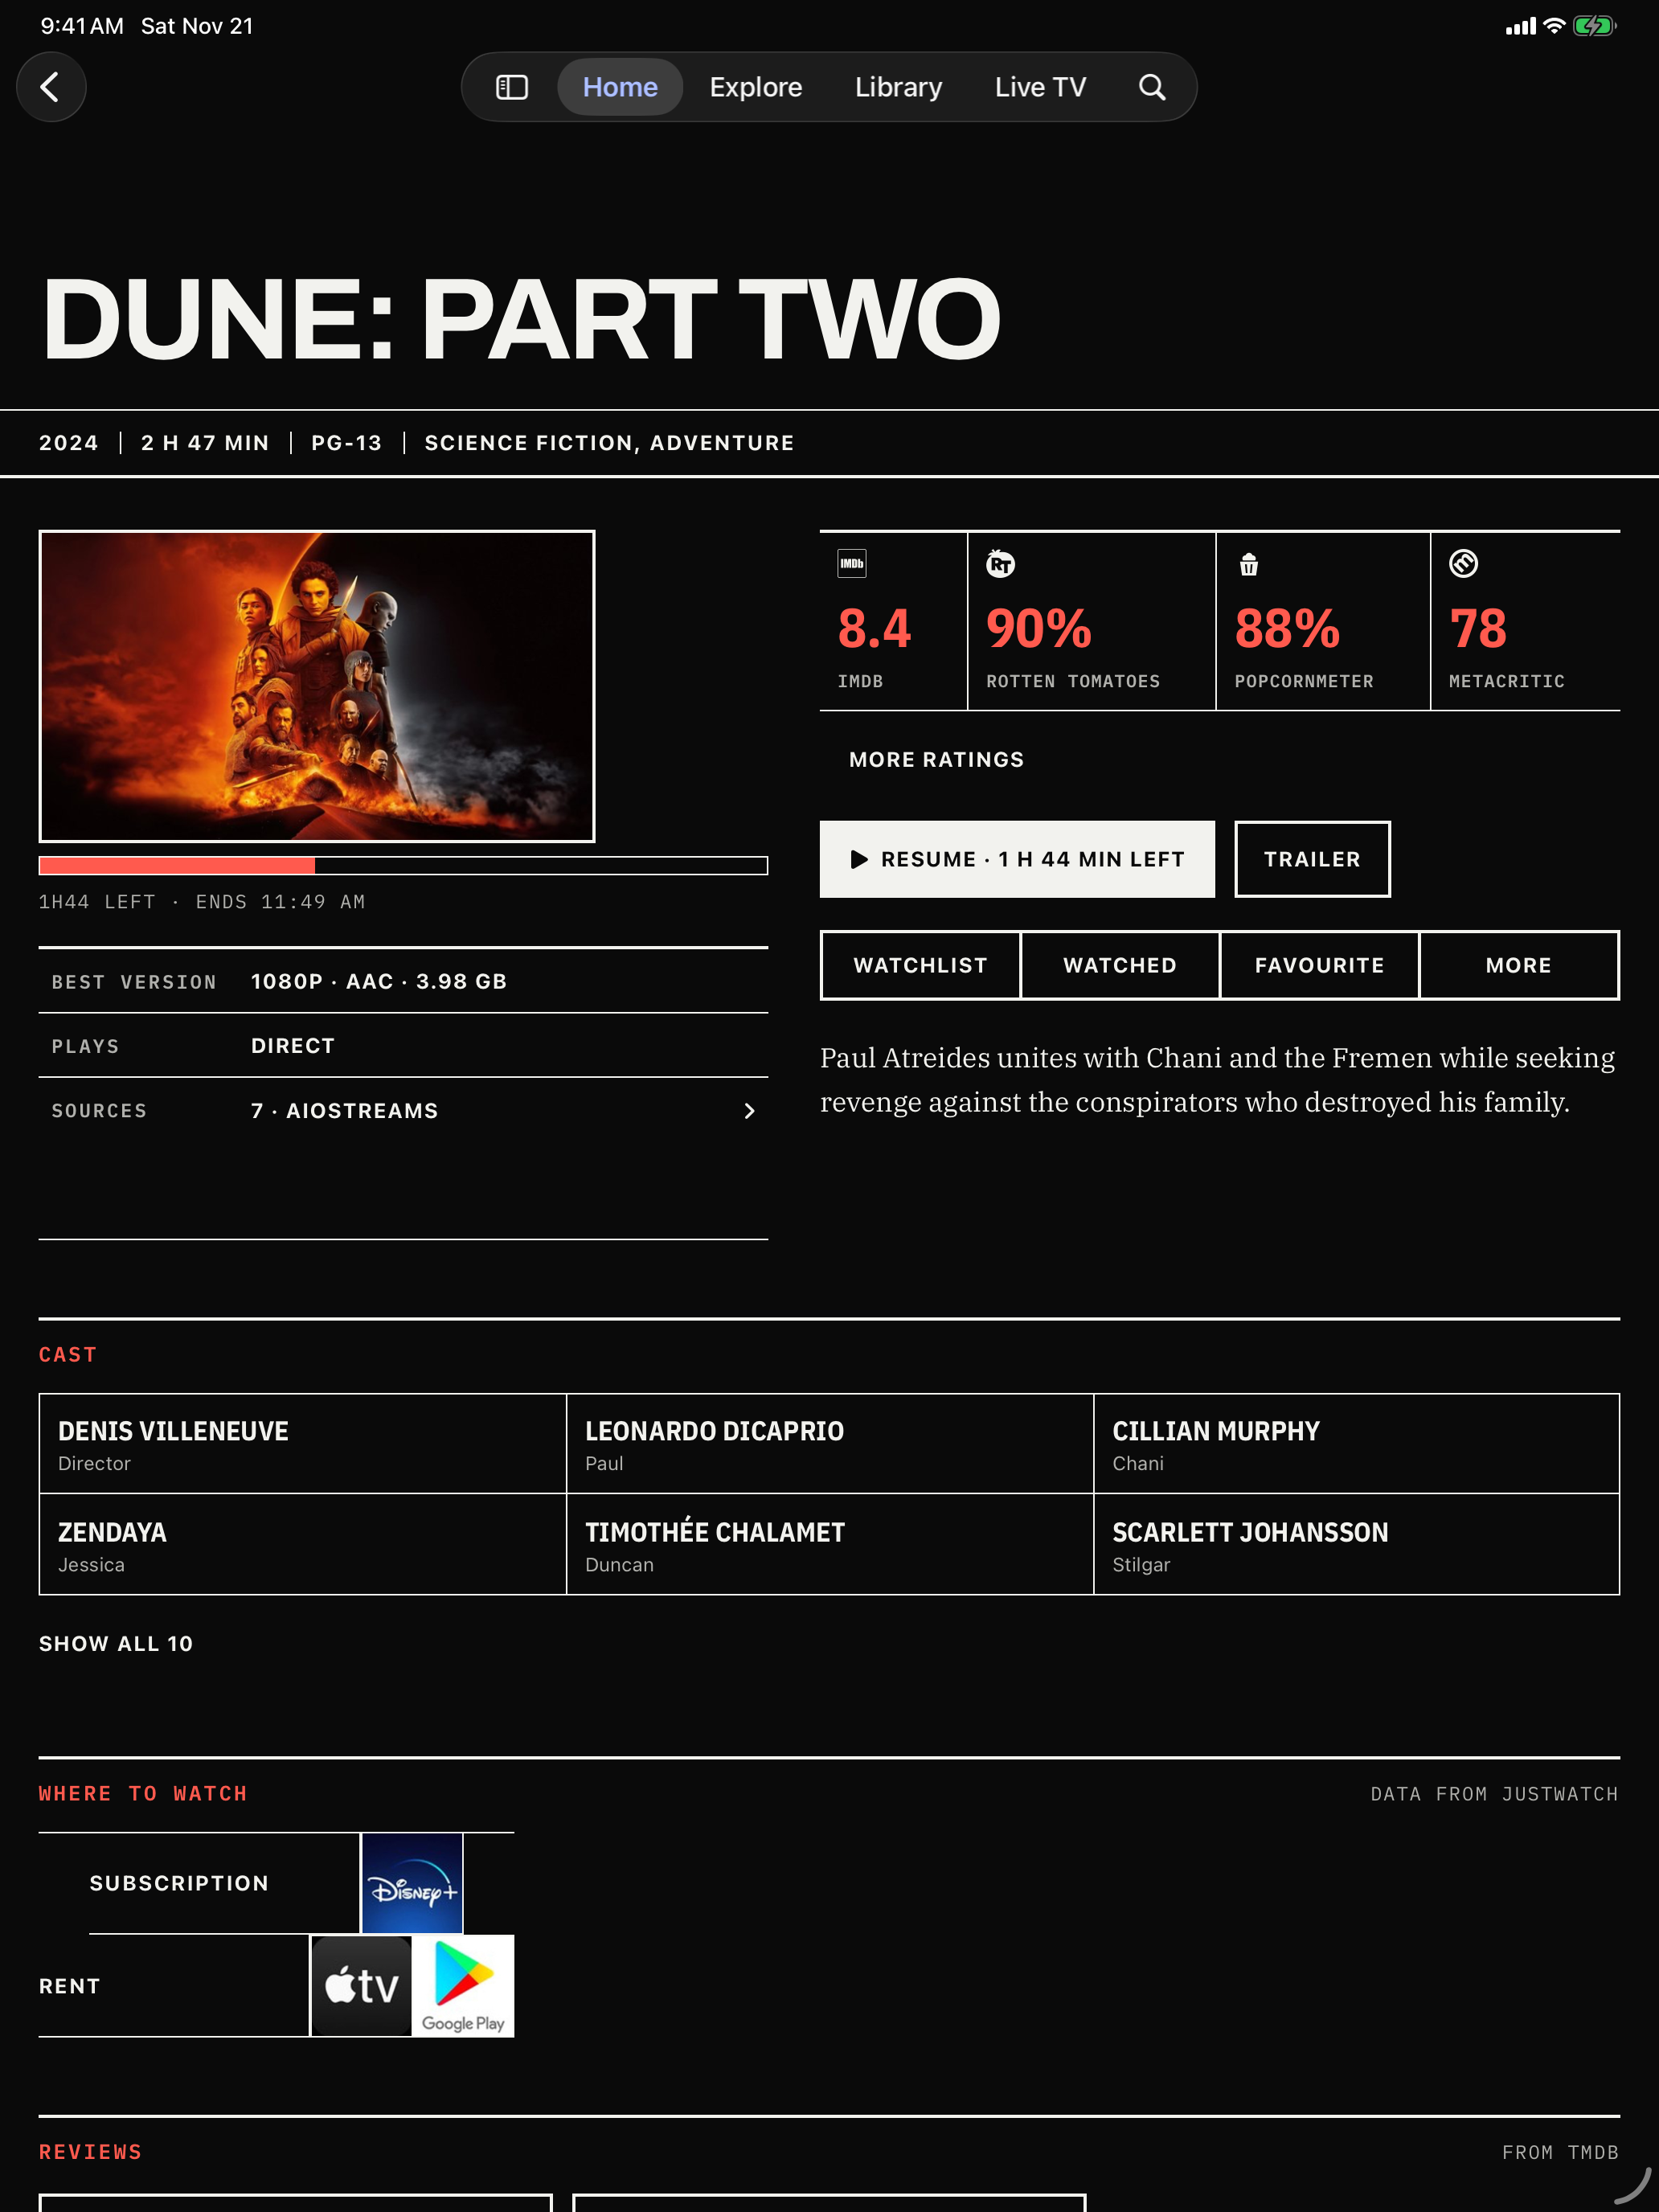 9:41 AM Sat Nov 21
Home Explore Library Live TV
DUNE: PART TWO
2024 | 2 H 47 MIN | PG-13 | SCIENCE FICTION, ADVENTURE
IMDb
RT
8.4 90% 88% 78
IMDB ROTTEN TOMATOES POPCORNMETER METACRITIC
MORE RATINGS
RESUME · 1 H 44 MIN LEFT
TRAILER
1H44 LEFT · ENDS 11:49 AM
WATCHLIST WATCHED FAVOURITE MORE
BEST VERSION 1080P · AAC · 3.98 GB
PLAYS DIRECT
SOURCES 7 · AIOSTREAMS
Paul Atreides unites with Chani and the Fremen while seeking
revenge against the conspirators who destroyed his family.
CAST
DENIS VILLENEUVE
Director
LEONARDO DICAPRIO
Paul
CILLIAN MURPHY
Chani
ZENDAYA
Jessica
TIMOTHÉE CHALAMET
Duncan
SCARLETT JOHANSSON
Stilgar
SHOW ALL 10
WHERE TO WATCH
DATA FROM JUSTWATCH
SUBSCRIPTION
Disney+
RENT
tv
Google Play
REVIEWS
FROM TMDB